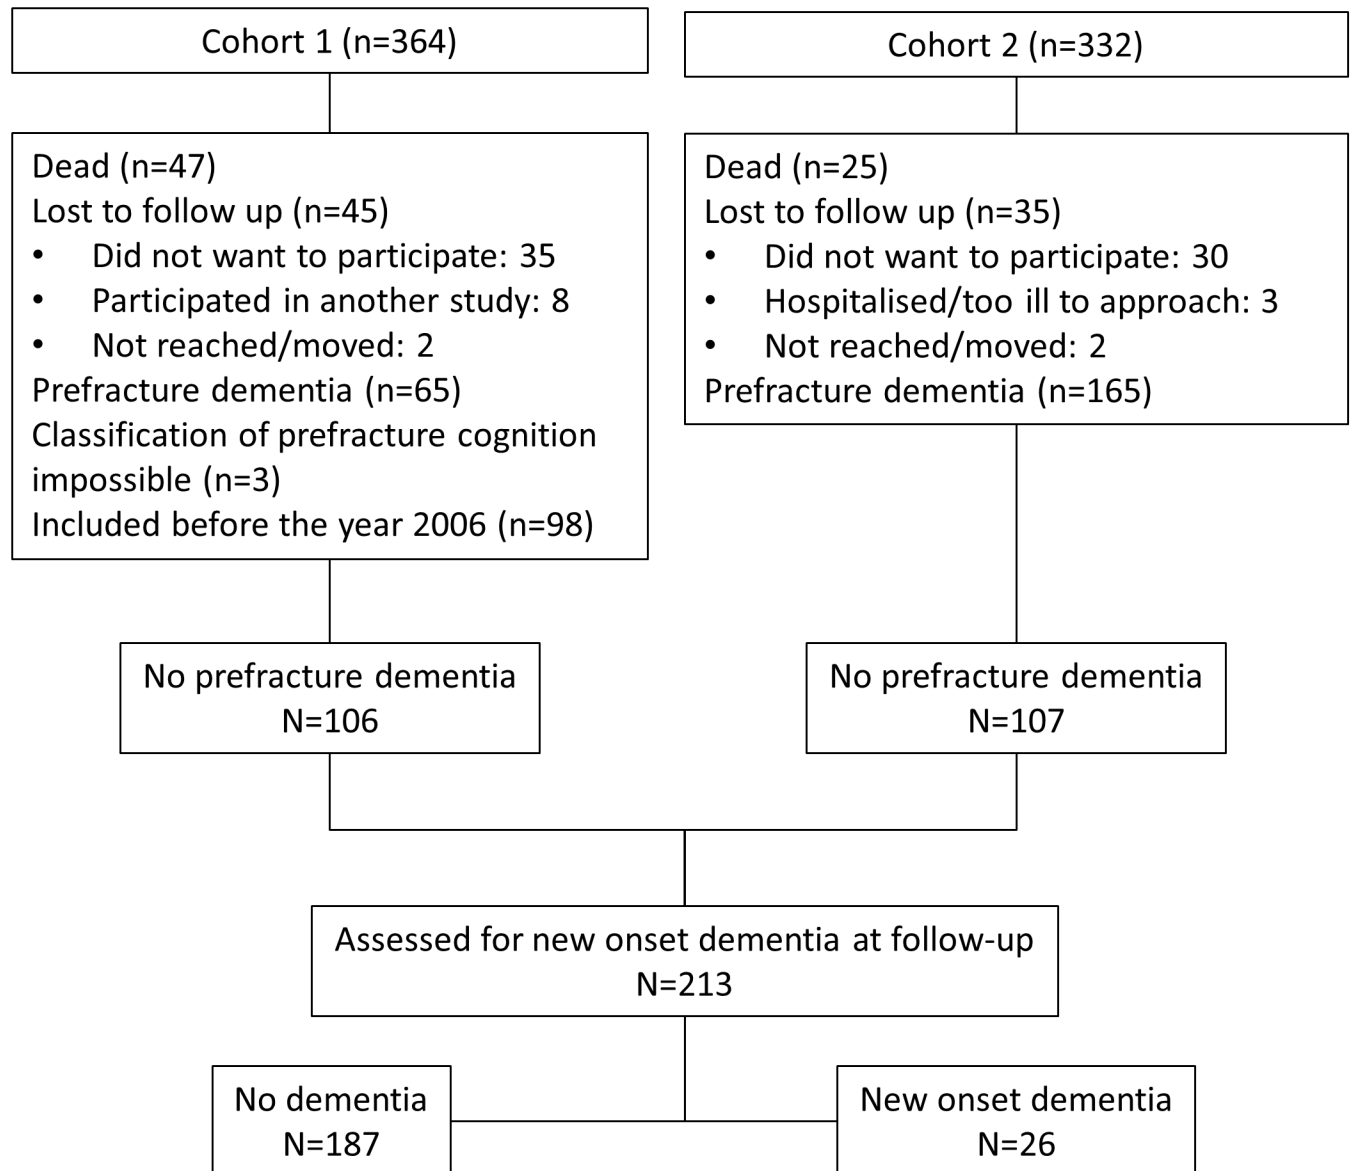 Cohort 1 (n=364)
Cohort 2 (n=332)
Dead (n=47)
Lost to follow up (n=45)
• Did not want to participate: 35
• Participated in another study: 8
• Not reached/moved: 2
Prefracture dementia (n=65)
Classification of prefracture cognition
impossible (n=3)
Included before the year 2006 (n=98)
Dead (n=25)
Lost to follow up (n=35)
• Did not want to participate: 30
• Hospitalised/too ill to approach: 3
• Not reached/moved: 2
Prefracture dementia (n=165)
No prefracture dementia
N=106
No prefracture dementia
N=107
Assessed for new onset dementia at follow-up
N=213
No dementia
N=187
New onset dementia
N=26